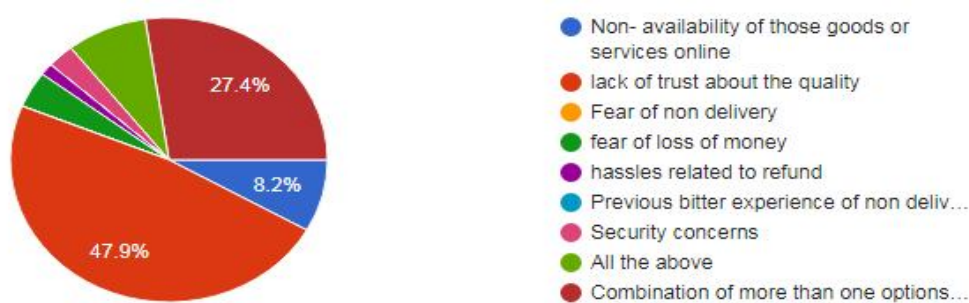 27.4%
8.2%
47.9%
Non- availability of those goods or
services online
lack of trust about the quality
Fear of non delivery
fear of loss of money
hassles related to refund
Previous bitter experience of non deliv...
Security concerns
All the above
Combination of more than one options...